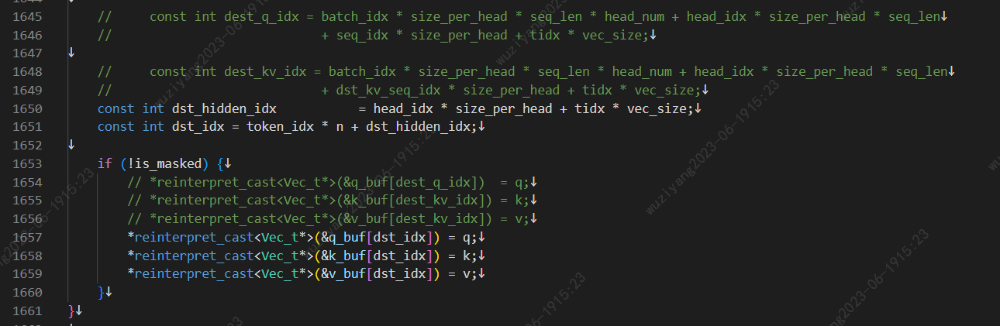 1644
1645 //     const int dest_q_idx = batch_idx * size_per_head * seq_len * head_num + head_idx * size_per_head * seq_len↓
1646 //                            + seq_idx * size_per_head + tidx * vec_size;↓
1647 ↓
1648 //     const int dest_kv_idx = batch_idx * size_per_head * seq_len * head_num + head_idx * size_per_head * seq_len↓
1649 //                            + dst_kv_seq_idx * size_per_head + tidx * vec_size;↓
1650 const int dst_hidden_idx          = head_idx * size_per_head + tidx * vec_size;↓
1651 const int dst_idx = token_idx * n + dst_hidden_idx;↓
1652 ↓
1653 if (!is_masked) {↓
1654     // *reinterpret_cast<Vec_t*>(&q_buf[dest_q_idx])  = q;↓
1655     // *reinterpret_cast<Vec_t*>(&k_buf[dest_kv_idx]) = k;↓
1656     // *reinterpret_cast<Vec_t*>(&v_buf[dest_kv_idx]) = v;↓
1657     *reinterpret_cast<Vec_t*>(&q_buf[dst_idx]) = q;↓
1658     *reinterpret_cast<Vec_t*>(&k_buf[dst_idx]) = k;↓
1659     *reinterpret_cast<Vec_t*>(&v_buf[dst_idx]) = v;↓
1660 }↓
1661 }↓
wuziyang2023-06-1915:23